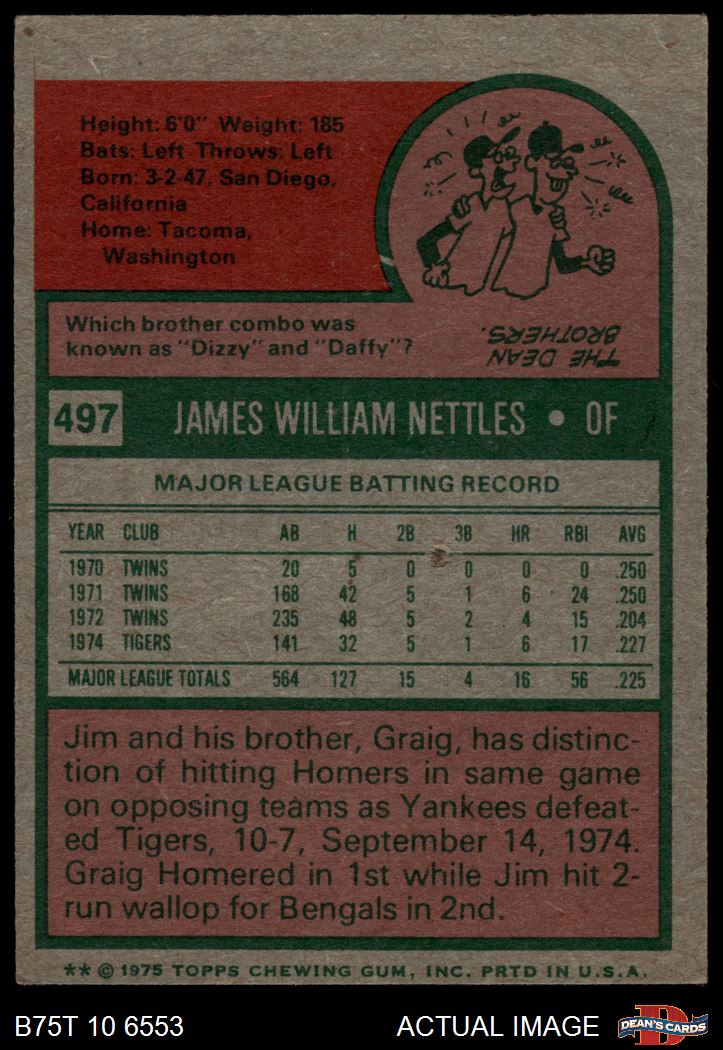 Height: 6'0" Weight: 185
Bats: Left Throws: Left
Born: 3-2-47, San Diego,
California
Home: Tacoma,
Washington
Which brother combo was
known as "Dizzy" and "Daffy"?
THE DEAN
BROTHERS.
497 JAMES WILLIAM NETTLES • OF
MAJOR LEAGUE BATTING RECORD
YEAR CLUB AB H 2B 3B HR RBI AVG
1970 TWINS 20 5 0 0 0 0 .250
1971 TWINS 168 42 5 1 6 24 .250
1972 TWINS 235 48 5 2 4 15 .204
1974 TIGERS 141 32 5 1 6 17 .227
MAJOR LEAGUE TOTALS 564 127 15 4 16 56 .225
Jim and his brother, Graig, has distinc-
tion of hitting Homers in same game
on opposing teams as Yankees defeat-
ed Tigers, 10-7, September 14, 1974.
Graig Homered in 1st while Jim hit 2-
run wallop for Bengals in 2nd.
** © 1975 TOPPS CHEWING GUM, INC. PRTD IN U.S.A.
B75T 10 6553 ACTUAL IMAGE D DEAN'S CARDS